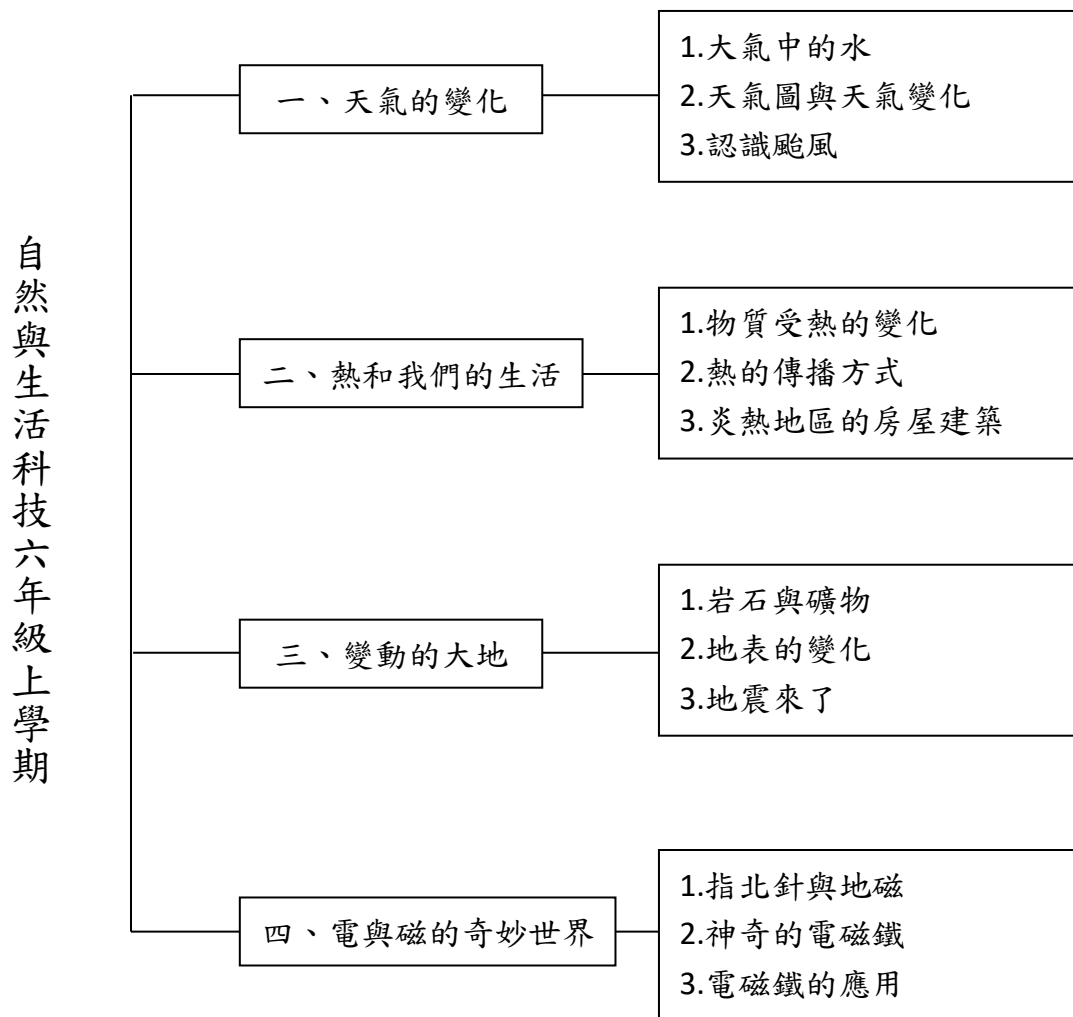 自然與生活科技六年級上學期
一、天氣的變化
1.大氣中的水
2.天氣圖與天氣變化
3.認識颱風
二、熱和我們的生活
1.物質受熱的變化
2.熱的傳播方式
3.炎熱地區的房屋建築
三、變動的大地
1.岩石與礦物
2.地表的變化
3.地震來了
四、電與磁的奇妙世界
1.指北針與地磁
2.神奇的電磁鐵
3.電磁鐵的應用